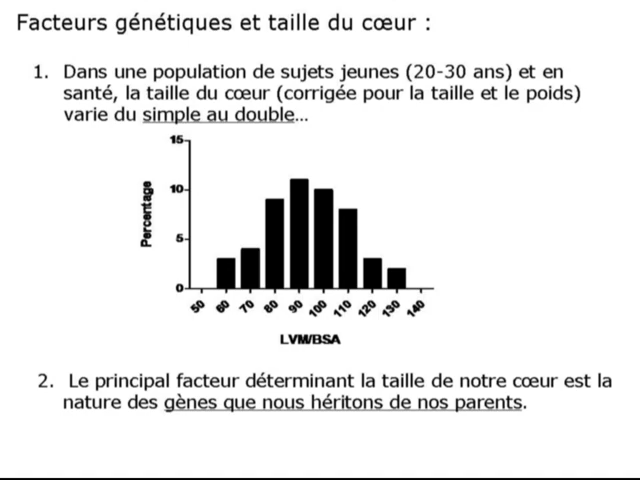 Facteurs génétiques et taille du cœur :
1. Dans une population de sujets jeunes (20-30 ans) et en
santé, la taille du cœur (corrigée pour la taille et le poids)
varie du simple au double...
15
10
5
0
Percentage
50 60 70 80 90 100 110 120 130 140
LVM/BSA
2. Le principal facteur déterminant la taille de notre cœur est la
nature des gènes que nous héritons de nos parents.